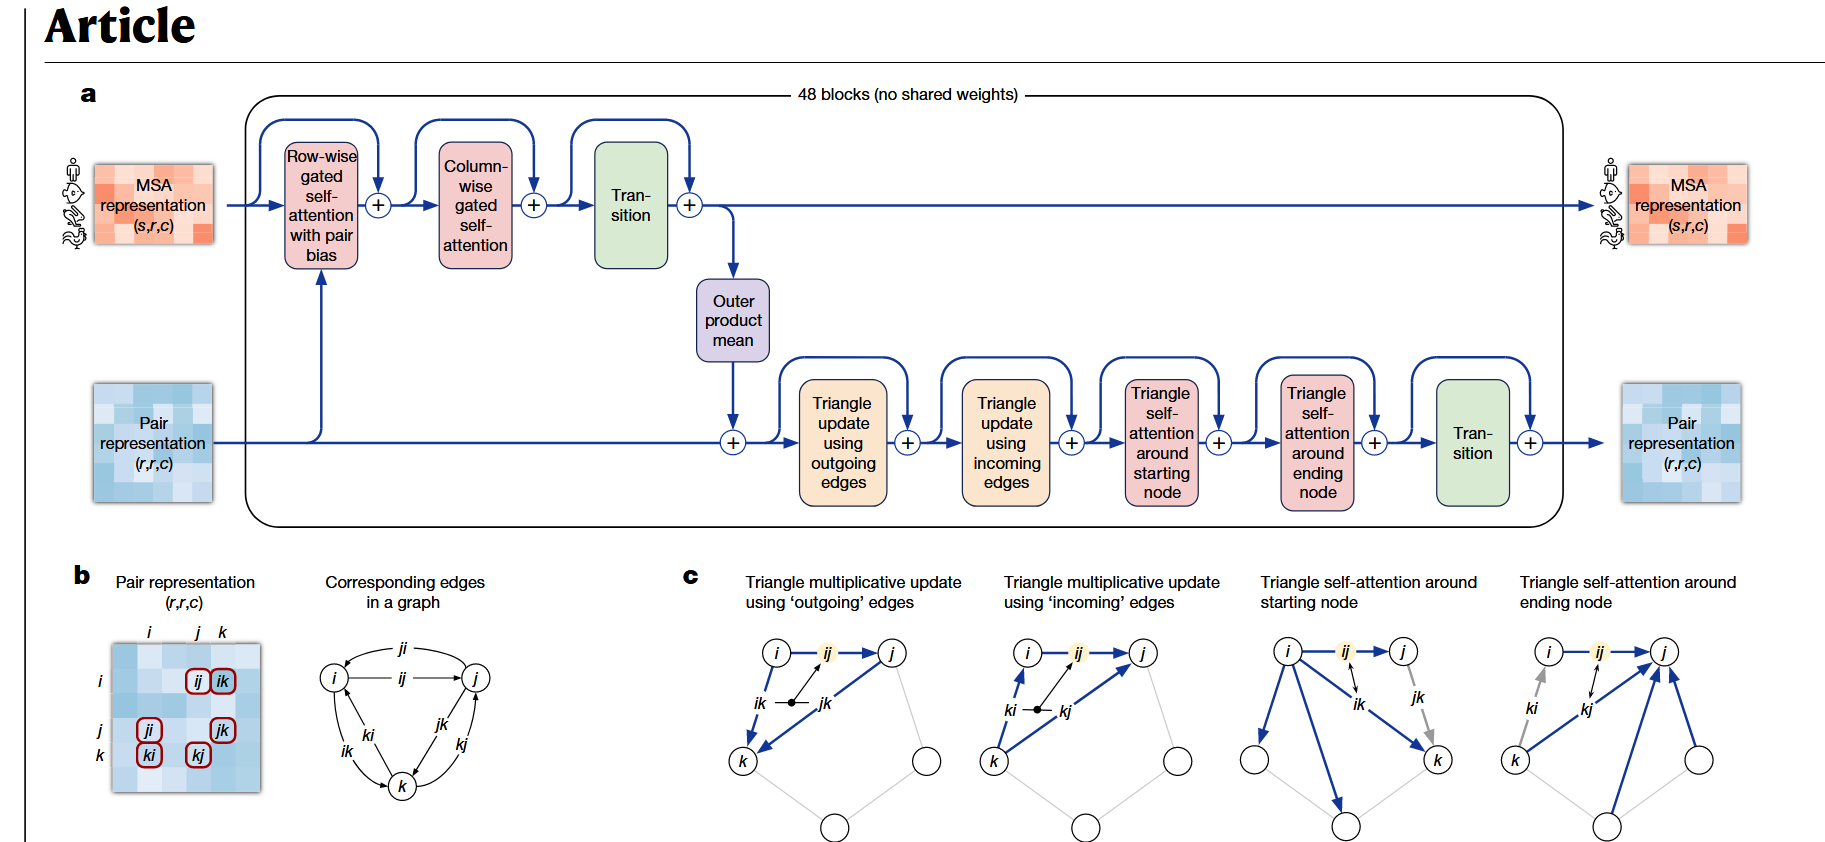 Article
a
48 blocks (no shared weights)
MSA
representation
(s,r,c)
Row-wise
gated
self-
attention
with pair
bias
+
Column-
wise
gated
self-
attention
+
Tran-
sition
+
MSA
representation
(s,r,c)
Outer
product
mean
Pair
representation
(r,r,c)
+
Triangle
update
using
outgoing
edges
+
Triangle
update
using
incoming
edges
+
Triangle
self-
attention
around
starting
node
+
Triangle
self-
attention
around
ending
node
+
Tran-
sition
+
Pair
representation
(r,r,c)
b
Pair representation
(r,r,c)
i j k
i ij ik
j ji jk
k ki kj
Corresponding edges
in a graph
ji
i ij j
jk
ki
kj
ik
k
c
Triangle multiplicative update
using ‘outgoing’ edges
i ij j
ik jk
k
Triangle multiplicative update
using ‘incoming’ edges
i ij j
ki kj
k
Triangle self-attention around
starting node
i ij j
ik jk
k
Triangle self-attention around
ending node
i ij j
ki kj
k